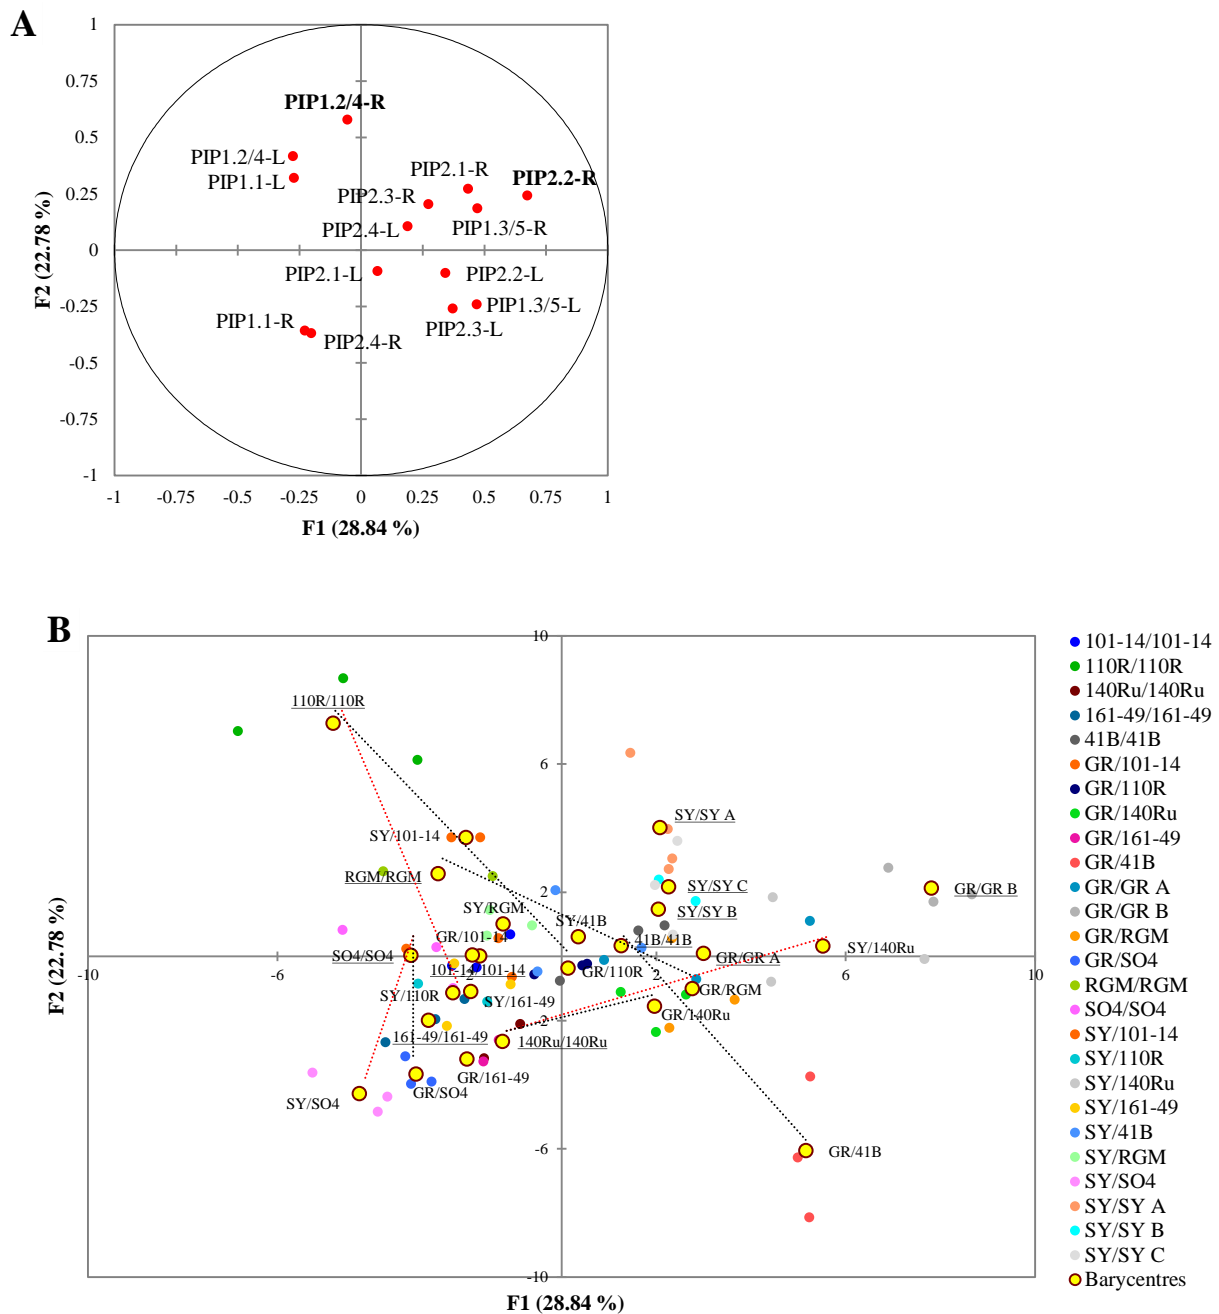 A
1
0.75
PIP1.2/4-R
0.5
PIP1.2/4-L
PIP2.1-R
PIP2.2-R
PIP1.1-L
0.25
PIP2.3-R
PIP2.4-L
PIP1.3/5-R
0
PIP2.1-L
PIP2.2-L
-0.25
PIP1.3/5-L
PIP1.1-R
PIP2.3-L
PIP2.4-R
-0.5
-0.75
-1
-1 -0.75 -0.5 -0.25 0 0.25 0.5 0.75 1
F2 (22.78 %)
F1 (28.84 %)
B
10
110R/110R
6
SY/SY A
SY/101-14
RGM/RGM
SY/SY C
GR/GR B
2
SY/SY B
SY/RGM
SY/41B
GR/101-14
41B/41B
SY/140Ru
SO4/SO4
GR/GR A
101-14/101-14
GR/110R
-10 -6 -2 2 6 10
SY/110R
SY/161-49
GR/RGM
GR/140Ru
-2
161-49/161-49
140Ru/140Ru
GR/161-49
GR/SO4
SY/SO4
-6
GR/41B
-10
F2 (22.78 %)
F1 (28.84 %)
101-14/101-14
110R/110R
140Ru/140Ru
161-49/161-49
41B/41B
GR/101-14
GR/110R
GR/140Ru
GR/161-49
GR/41B
GR/GR A
GR/GR B
GR/RGM
GR/SO4
RGM/RGM
SO4/SO4
SY/101-14
SY/110R
SY/140Ru
SY/161-49
SY/41B
SY/RGM
SY/SO4
SY/SY A
SY/SY B
SY/SY C
Barycentres